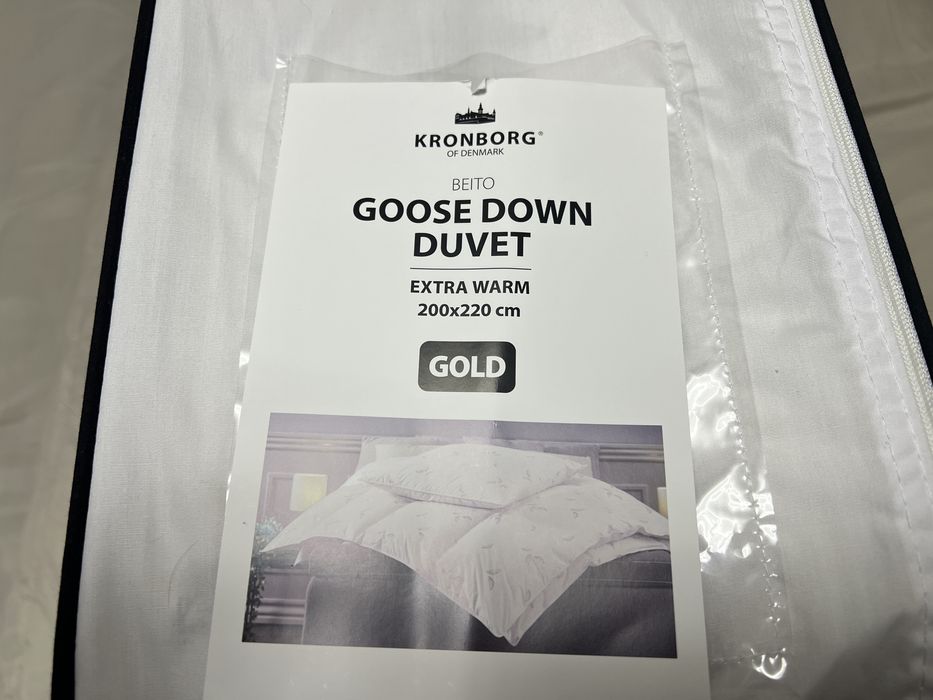 KRONBORG®
OF DENMARK
BEITO
GOOSE DOWN
DUVET
EXTRA WARM
200x220 cm
GOLD